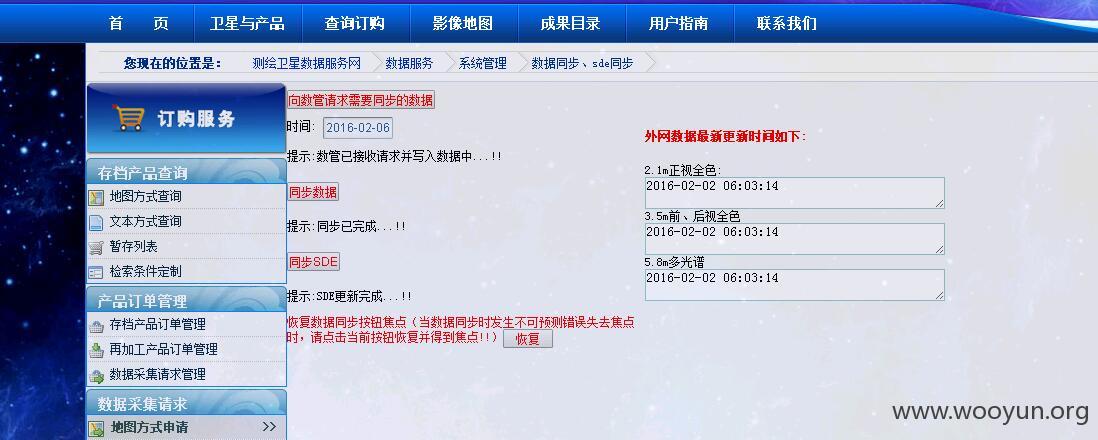 首 页 卫星与产品 查询订购 影像地图 成果目录 用户指南 联系我们
您现在的位置是： 测绘卫星数据服务网 数据服务 系统管理 数据同步、sde同步
订购服务
存档产品查询
地图方式查询
文本方式查询
暂存列表
检索条件定制
产品订单管理
存档产品订单管理
再加工产品订单管理
数据采集请求管理
数据采集请求
地图方式申请 >>
向数管请求需要同步的数据
时间： 2016-02-06
提示:数管已接收请求并写入数据中...!!
同步数据
提示:同步已完成...!!
同步SDE
提示:SDE更新完成...!!
恢复数据同步按钮焦点（当数据同步时发生不可预测错误失去焦点
时，请点击当前按钮恢复并得到焦点!!） 恢复
外网数据最新更新时间如下:
2.1m正视全色:
2016-02-02 06:03:14
3.5m前、后视全色
2016-02-02 06:03:14
5.8m多光谱
2016-02-02 06:03:14
www.wooyun.org